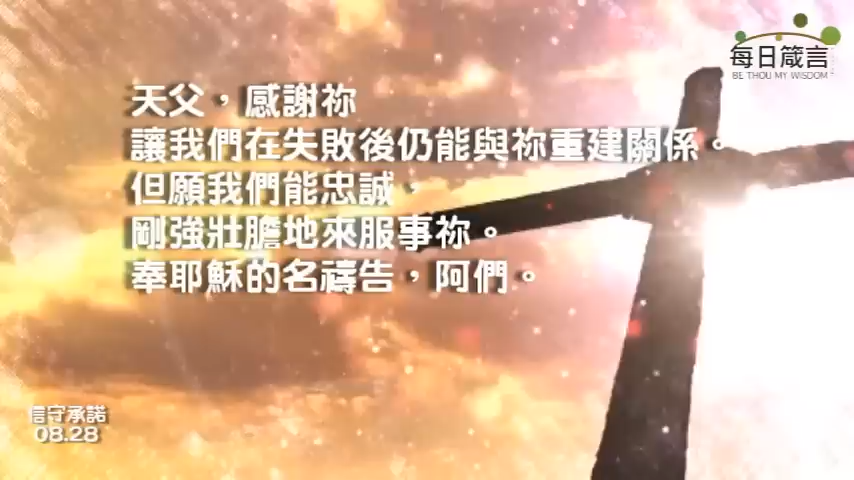 每日箴言
BE THOU MY WISDOM
天父，感謝祢
讓我們在失敗後仍能與祢重建關係。
但願我們能忠誠，
剛強壯膽地來服事祢。
奉耶穌的名禱告，阿們。
信守承諾
08.28